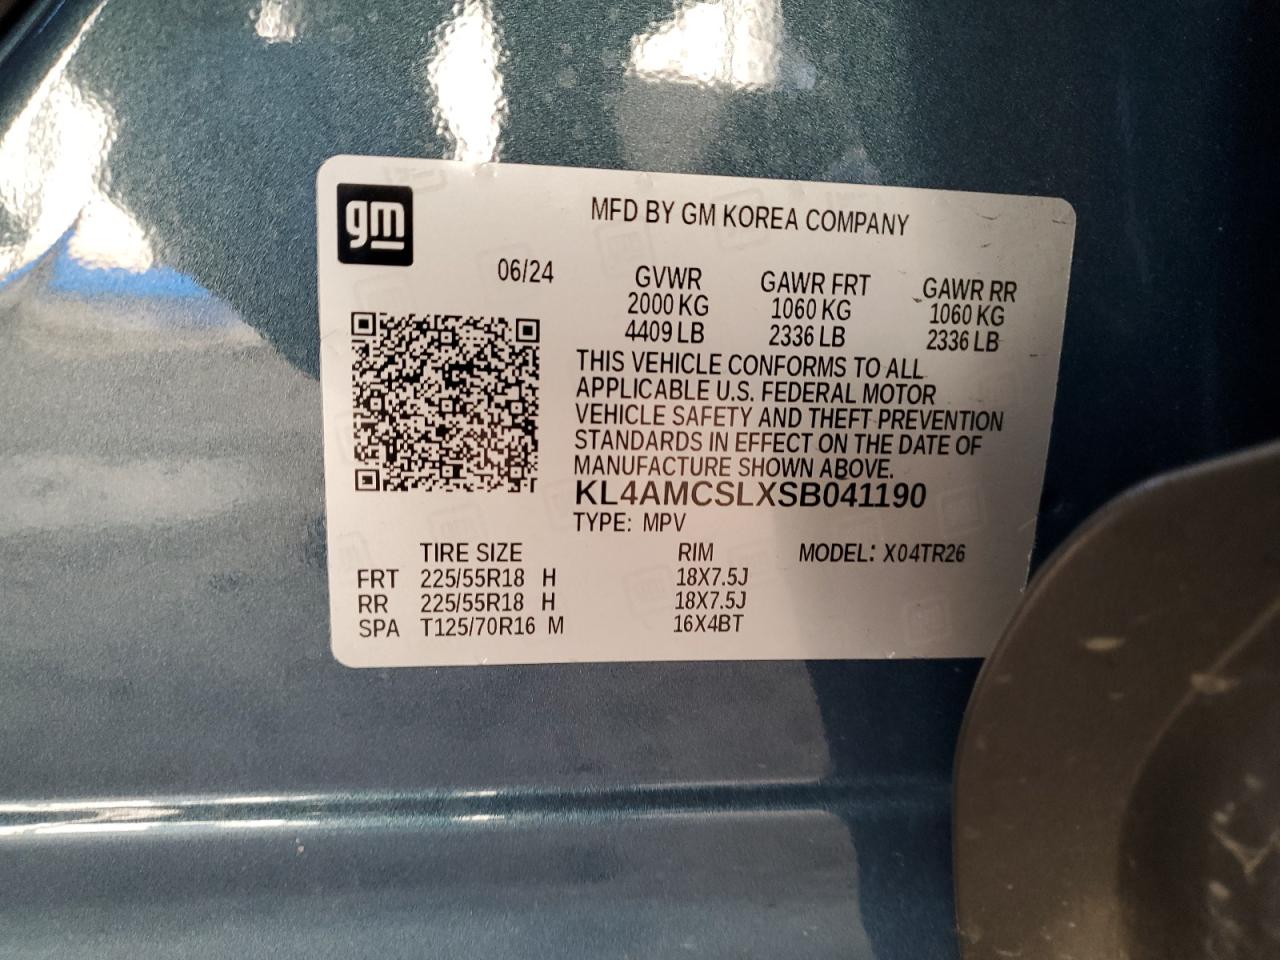 gm
MFD BY GM KOREA COMPANY
06/24 GVWR GAWR FRT GAWR RR
2000 KG 1060 KG 1060 KG
4409 LB 2336 LB 2336 LB
THIS VEHICLE CONFORMS TO ALL
APPLICABLE U.S. FEDERAL MOTOR
VEHICLE SAFETY AND THEFT PREVENTION
STANDARDS IN EFFECT ON THE DATE OF
MANUFACTURE SHOWN ABOVE.
KL4AMCSLXSB041190
TYPE: MPV
TIRE SIZE RIM MODEL: X04TR26
FRT 225/55R18 H 18X7.5J
RR 225/55R18 H 18X7.5J
SPA T125/70R16 M 16X4BT